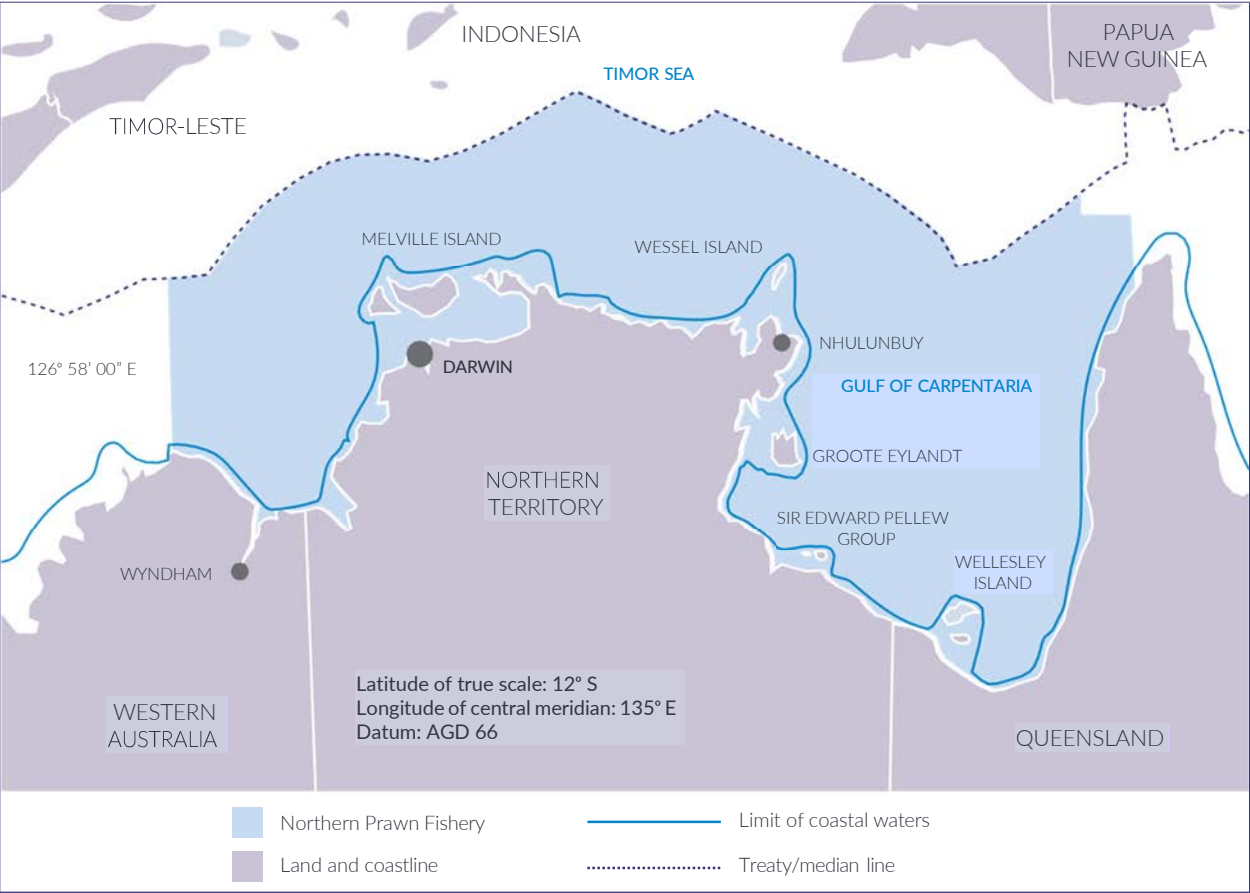 INDONESIA
PAPUA
NEW GUINEA
TIMOR SEA
TIMOR-LESTE
MELVILLE ISLAND
WESSEL ISLAND
126º 58’ 00” E
DARWIN
NHULUNBUY
GULF OF CARPENTARIA
GROOTE EYLANDT
NORTHERN
TERRITORY
SIR EDWARD PELLEW
GROUP
WYNDHAM
WELLESLEY
ISLAND
Latitude of true scale: 12º S
Longitude of central meridian: 135º E
Datum: AGD 66
WESTERN
AUSTRALIA
QUEENSLAND
Northern Prawn Fishery
Limit of coastal waters
Land and coastline
Treaty/median line